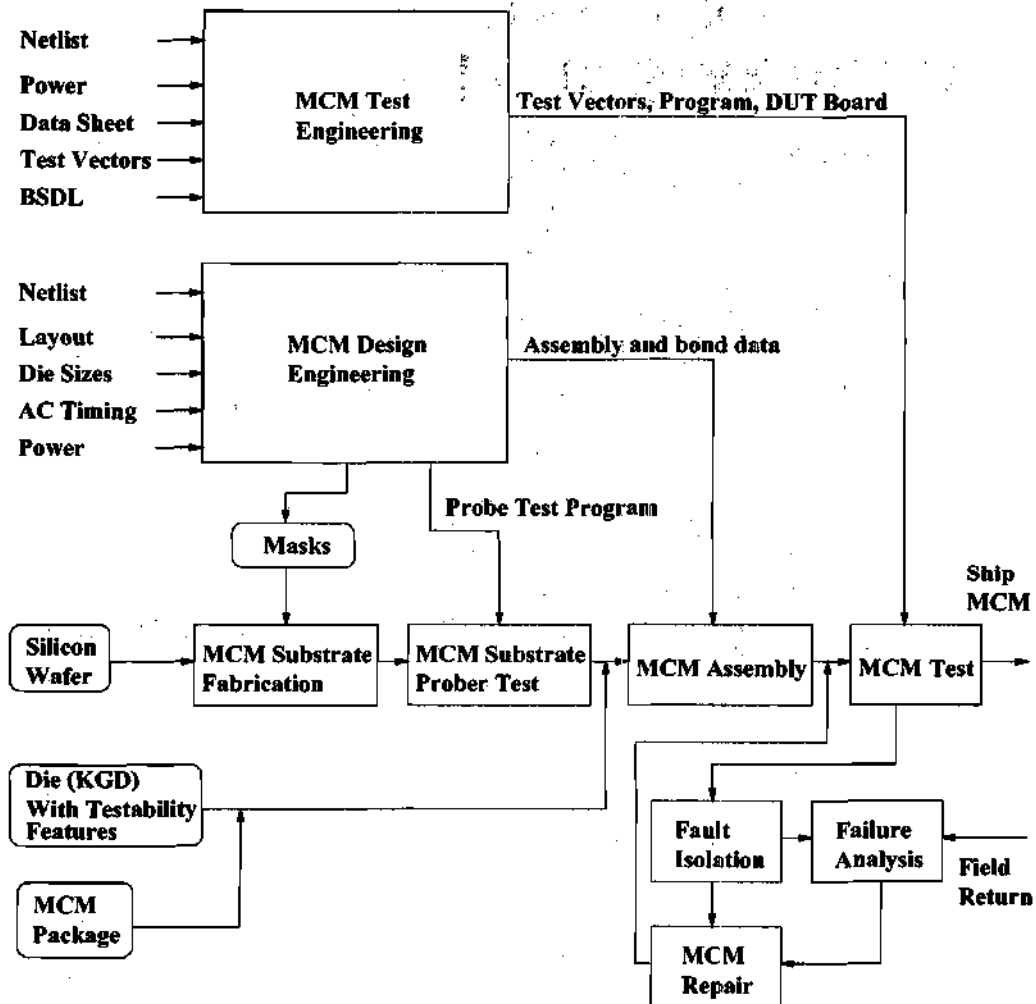 Netlist
Power
Data Sheet
Test Vectors
BSDL
MCM Test
Engineering
Test Vectors, Program, DUT Board
Netlist
Layout
Die Sizes
AC Timing
Power
MCM Design
Engineering
Assembly and bond data
Probe Test Program
Masks
Ship
MCM
Silicon
Wafer
MCM Substrate
Fabrication
MCM Substrate
Prober Test
MCM Assembly
MCM Test
Die (KGD)
With Testability
Features
Fault
Isolation
Failure
Analysis
Field
Return
MCM
Package
MCM
Repair